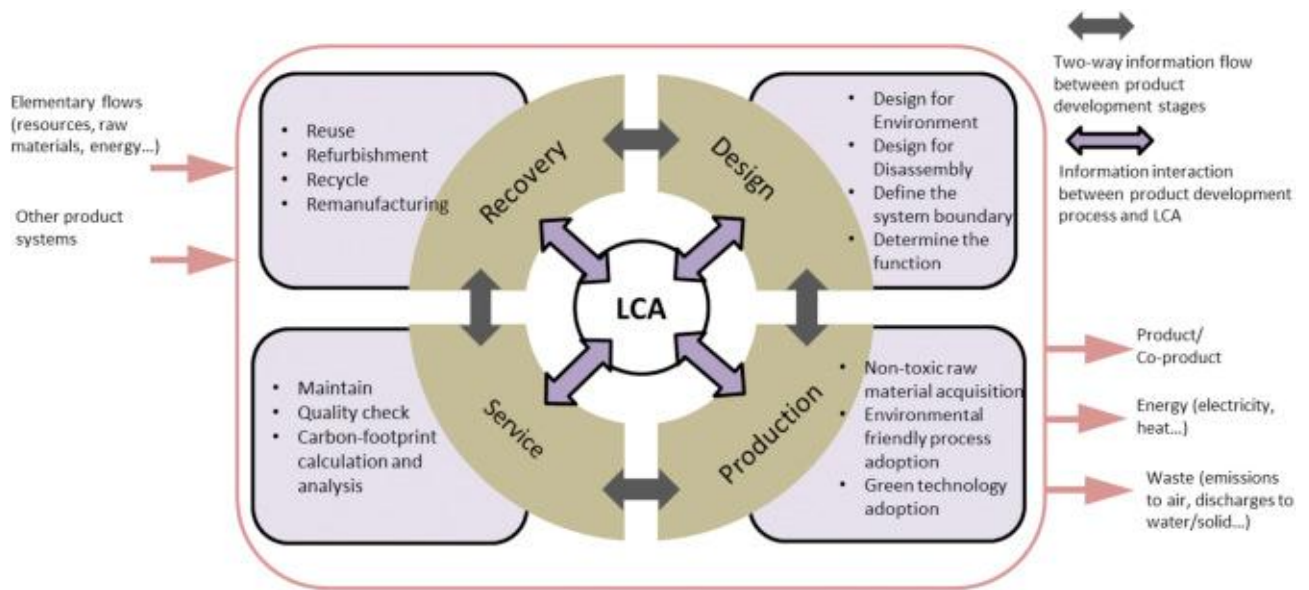 Elementary flows
(resources, raw
materials, energy...)
Other product
systems
• Reuse
• Refurbishment
• Recycle
• Remanufacturing
Recovery
Design
• Design for
Environment
• Design for
Disassembly
• Define the
system boundary
• Determine the
function
Two-way information flow
between product
development stages
Information interaction
between product development
process and LCA
LCA
• Maintain
• Quality check
• Carbon-footprint
calculation and
analysis
Service
Production
• Non-toxic raw
material acquisition
• Environmental
friendly process
adoption
• Green technology
adoption
Product/
Co-product
Energy (electricity,
heat...)
Waste (emissions
to air, discharges to
water/solid...)